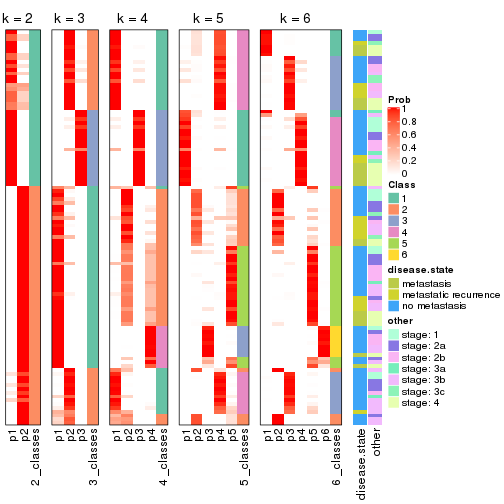 k = 2
k = 3
k = 4
k = 5
k = 6
p1
p2
2_classes
p1
p2
p3
3_classes
p1
p2
p3
p4
4_classes
p1
p2
p3
p4
p5
5_classes
p1
p2
p3
p4
p5
p6
6_classes
disease.state
other
Prob
1
0.8
0.6
0.4
0.2
0
Class
1
2
3
4
5
6
disease.state
metastasis
metastatic recurrence
no metastasis
other
stage: 1
stage: 2a
stage: 2b
stage: 3a
stage: 3b
stage: 3c
stage: 4